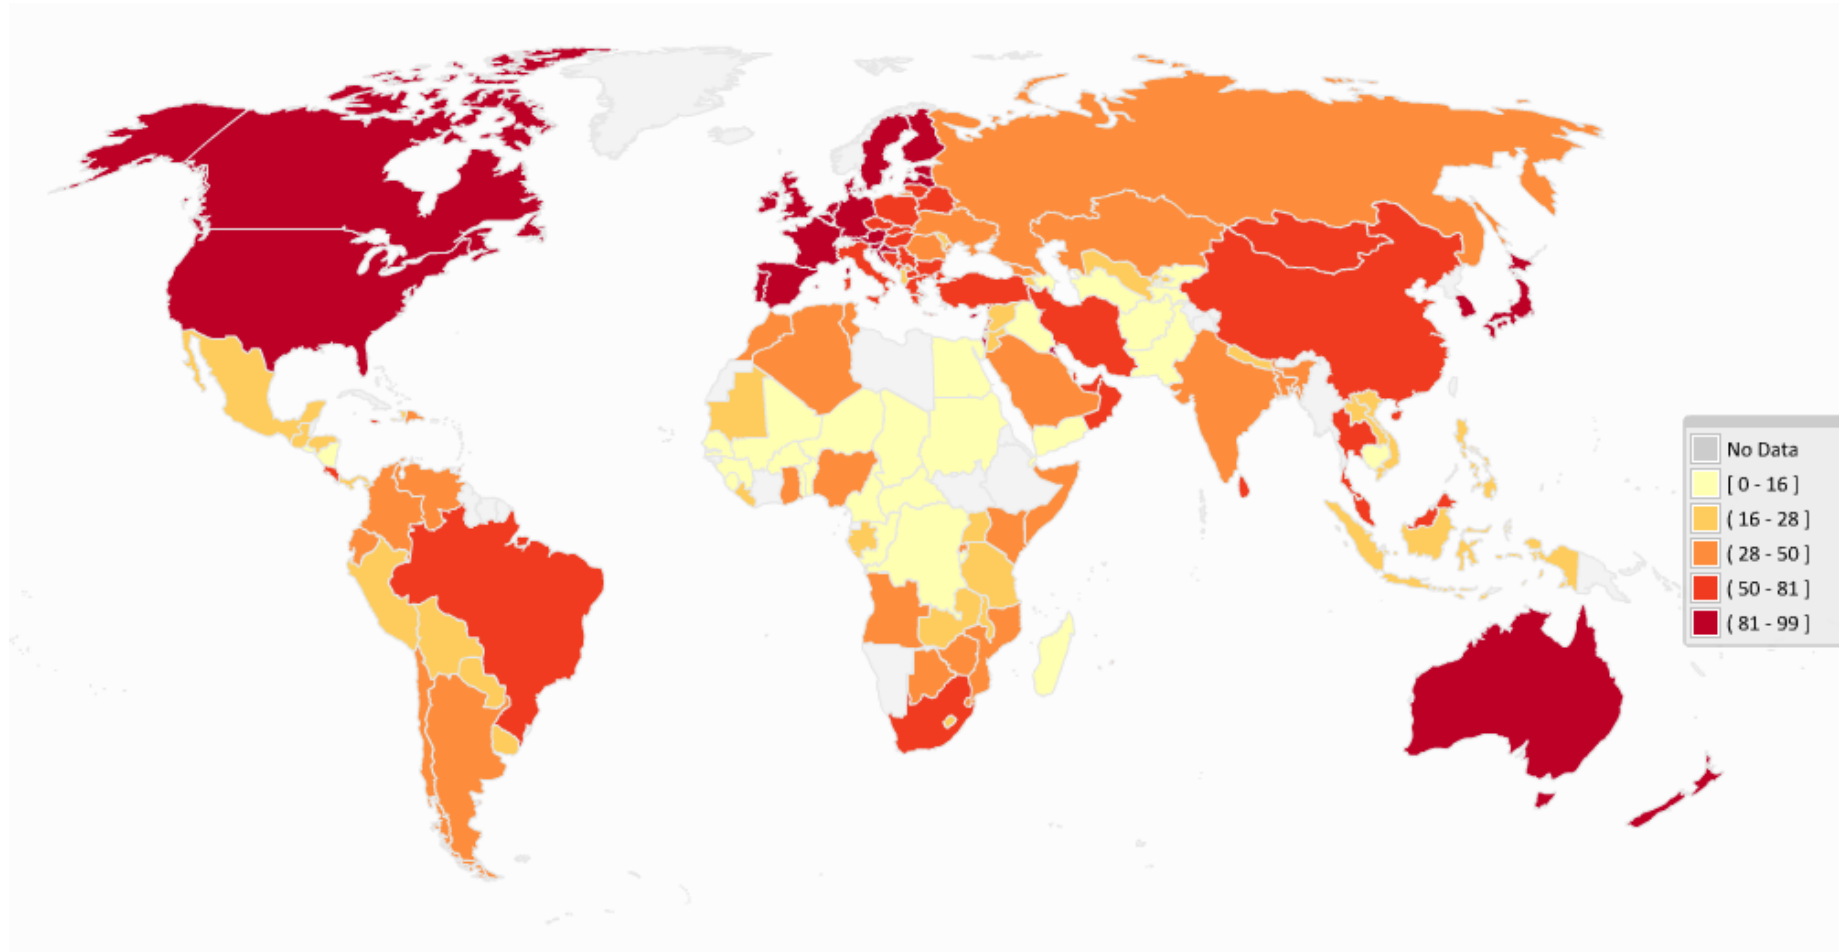 No Data
[ 0 - 16 ]
( 16 - 28 ]
( 28 - 50 ]
( 50 - 81 ]
( 81 - 99 ]